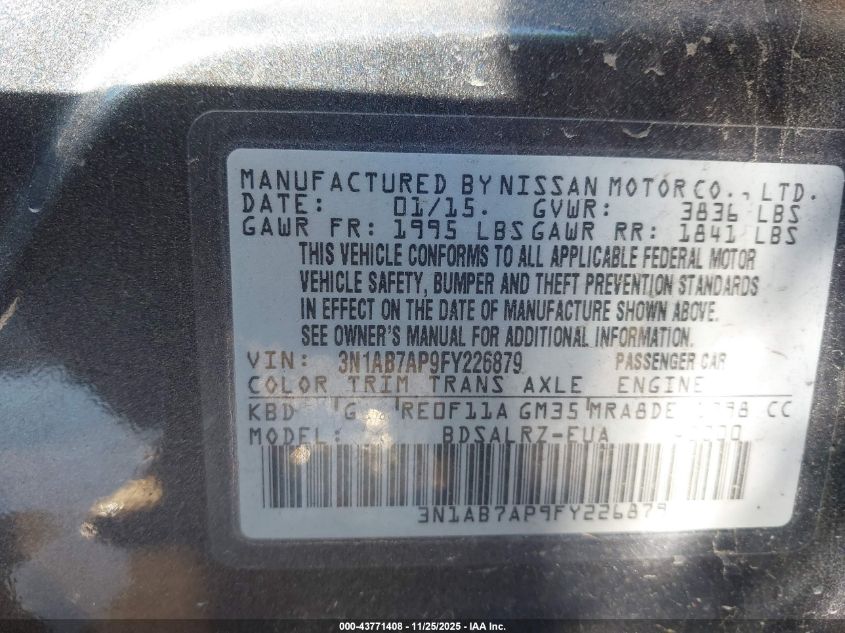 MANUFACTURED BY NISSAN MOTOR CO., LTD.
DATE: 01/15. GVWR: 3836 LBS
GAWR FR: 1995 LBS GAWR RR: 1841 LBS
THIS VEHICLE CONFORMS TO ALL APPLICABLE FEDERAL MOTOR
VEHICLE SAFETY, BUMPER AND THEFT PREVENTION STANDARDS
IN EFFECT ON THE DATE OF MANUFACTURE SHOWN ABOVE.
SEE OWNER'S MANUAL FOR ADDITIONAL INFORMATION.
VIN: 3N1AB7AP9FY226879 PASSENGER CAR
COLOR TRIM TRANS AXLE ENGINE
KBD G RE0F11A GM35 MRA8DE 1798 CC
MODEL: BDSALRZ-EUA
3N1AB7AP9FY226879
000-43771408 - 11/25/2025 - IAA Inc.